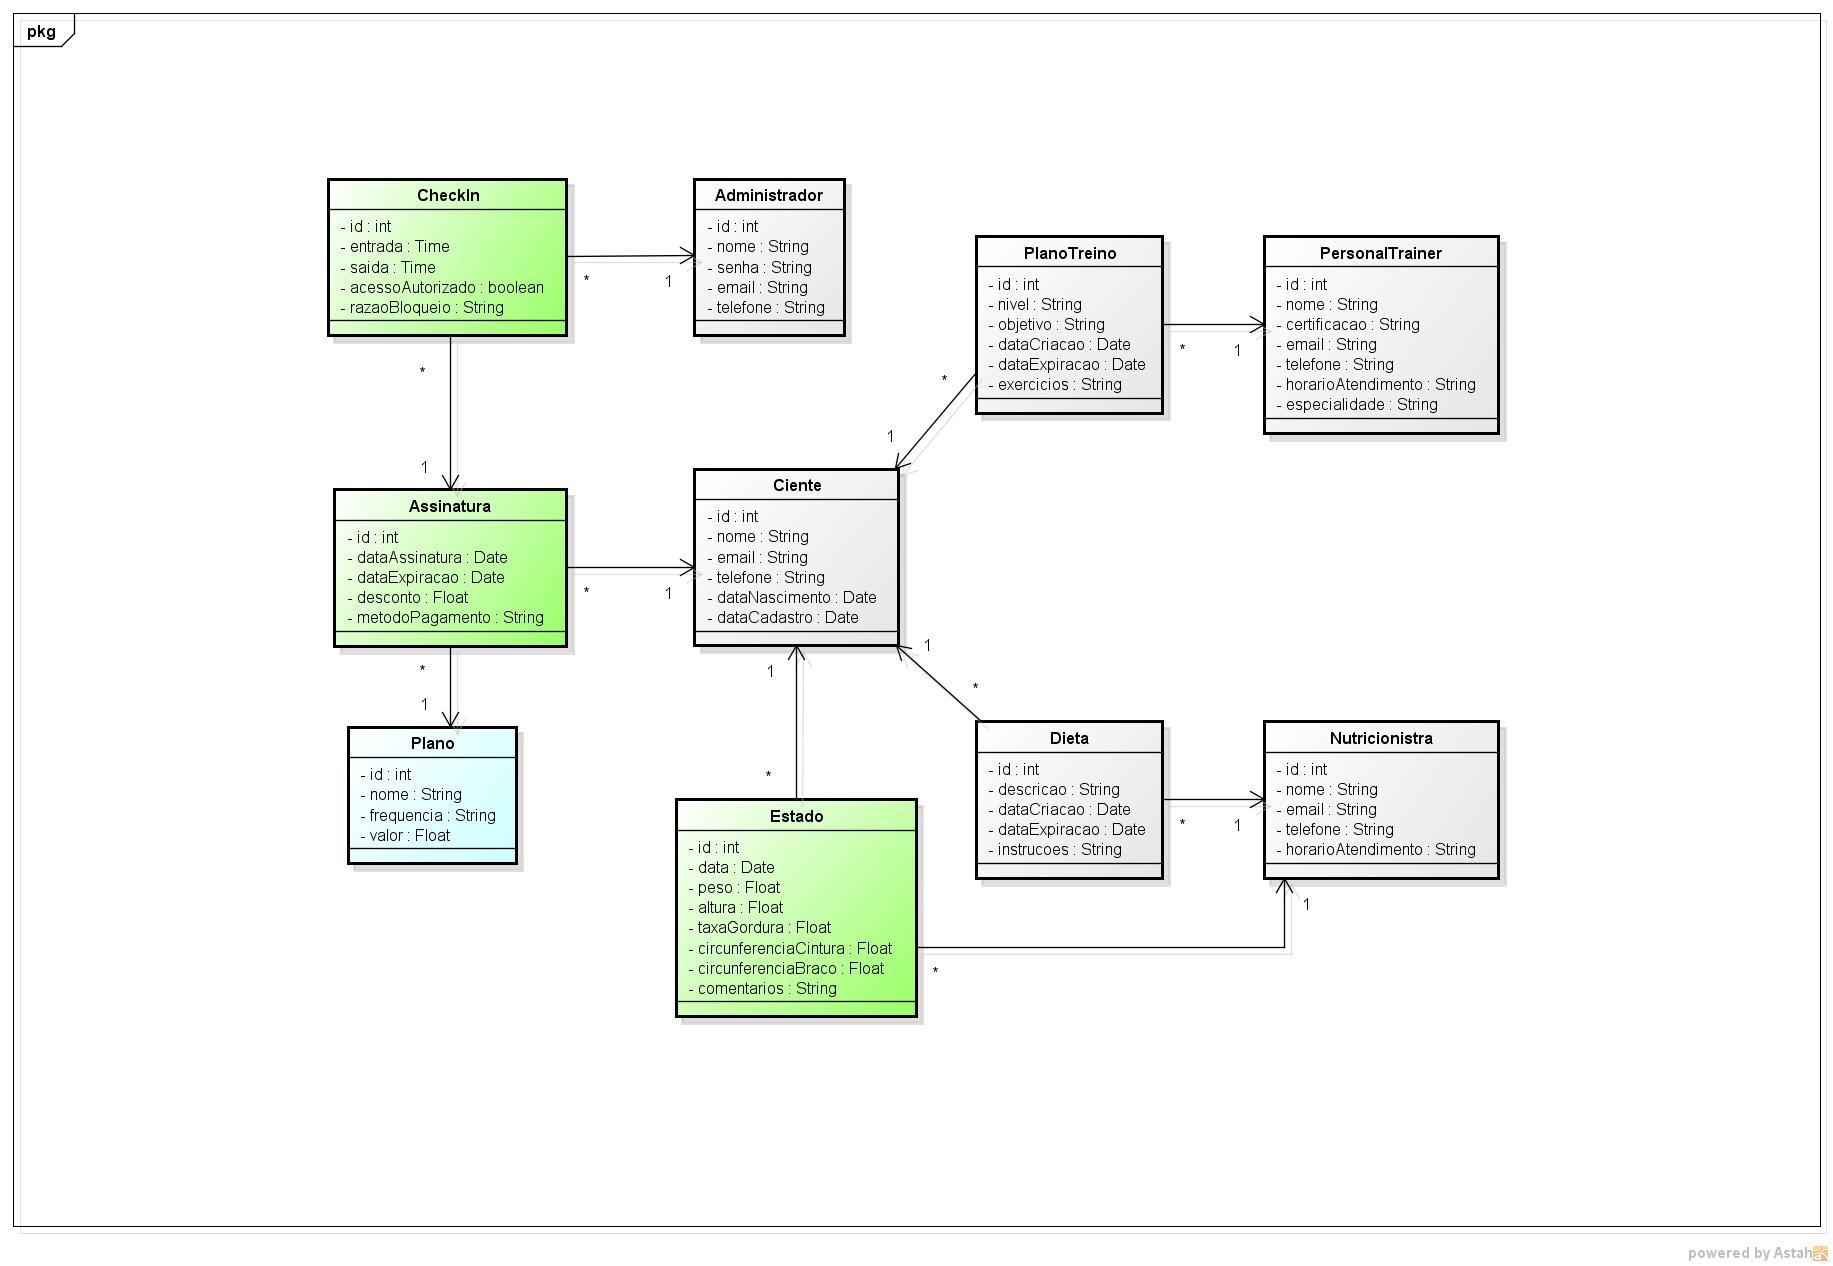 pkg
CheckIn
- id : int
- entrada : Time
- saida : Time
- acessoAutorizado : boolean
- razaoBloqueio : String
*
1
Administrador
- id : int
- nome : String
- senha : String
- email : String
- telefone : String
PlanoTreino
- id : int
- nivel : String
- objetivo : String
- dataCriacao : Date
- dataExpiracao : Date
- exercicios : String
*
1
PersonalTrainer
- id : int
- nome : String
- certificacao : String
- email : String
- telefone : String
- horarioAtendimento : String
- especialidade : String
*
1
*
1
Assinatura
- id : int
- dataAssinatura : Date
- dataExpiracao : Date
- desconto : Float
- metodoPagamento : String
*
1
Ciente
- id : int
- nome : String
- email : String
- telefone : String
- dataNascimento : Date
- dataCadastro : Date
*
1
1
*
1
*
Plano
- id : int
- nome : String
- frequencia : String
- valor : Float
Estado
- id : int
- data : Date
- peso : Float
- altura : Float
- taxaGordura : Float
- circunferenciaCintura : Float
- circunferenciaBraco : Float
- comentarios : String
Dieta
- id : int
- descricao : String
- dataCriacao : Date
- dataExpiracao : Date
- instrucoes : String
*
1
Nutricionistra
- id : int
- nome : String
- email : String
- telefone : String
- horarioAtendimento : String
1
*
powered by Astah